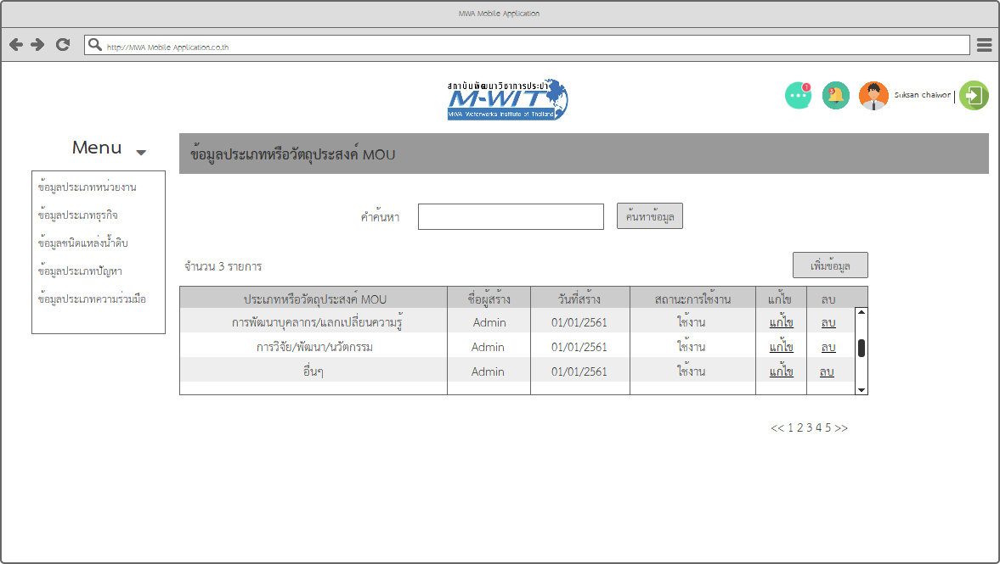 MWA Mobile Application
http://MWA Mobile Application.co.th
สถาบันพัฒนาวิชาการประปา
M-WIT
MWA Waterworks Institute of Thailand
1
5
Suksan chaiwor
Menu
ข้อมูลประเภทหรือวัตถุประสงค์ MOU
ข้อมูลประเภทหน่วยงาน
ข้อมูลประเภทธุรกิจ
ข้อมูลชนิดแหล่งน้ำดิบ
ข้อมูลประเภทปัญหา
ข้อมูลประเภทความร่วมมือ
คำค้นหา
ค้นหาข้อมูล
จำนวน 3 รายการ
เพิ่มข้อมูล
ประเภทหรือวัตถุประสงค์ MOU ชื่อผู้สร้าง วันที่สร้าง สถานะการใช้งาน แก้ไข ลบ
การพัฒนาบุคลากร/แลกเปลี่ยนความรู้ Admin 01/01/2561 ใช้งาน แก้ไข ลบ
การวิจัย/พัฒนา/นวัตกรรม Admin 01/01/2561 ใช้งาน แก้ไข ลบ
อื่นๆ Admin 01/01/2561 ใช้งาน แก้ไข ลบ
<< 1 2 3 4 5 >>